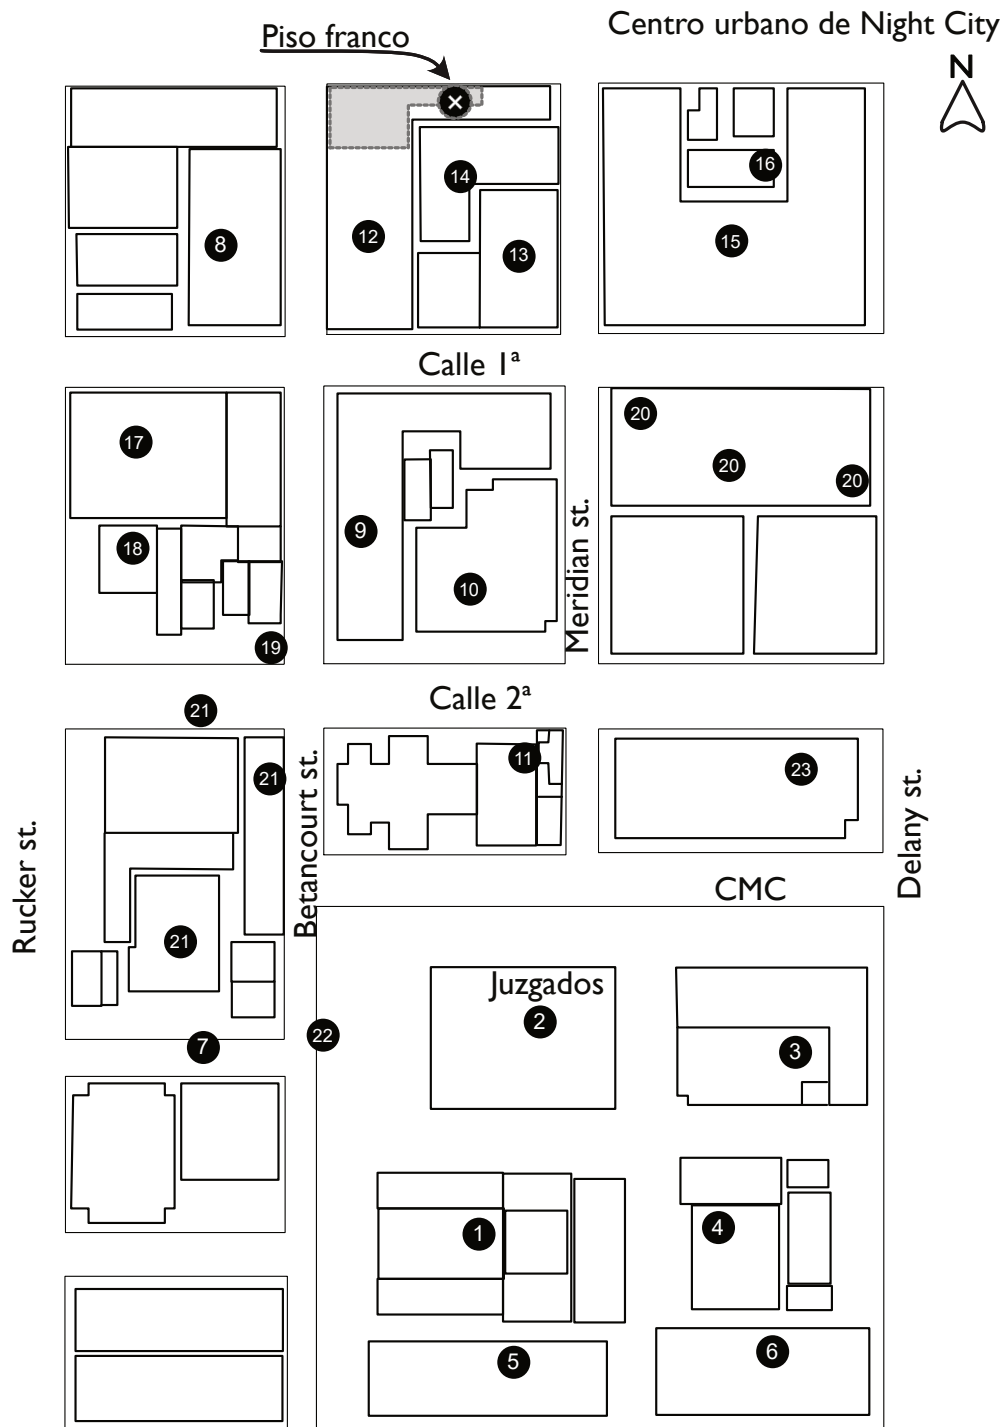 Centro urbano de Night City
Piso franco
N
14
16
8
12
13
15
Calle 1ª
20
17
20
20
9
18
10
Meridian st.
19
Calle 2ª
21
11
21
23
Betancourt st.
Rucker st.
Delany st.
CMC
21
Juzgados
2
22
7
3
1
4
5
6